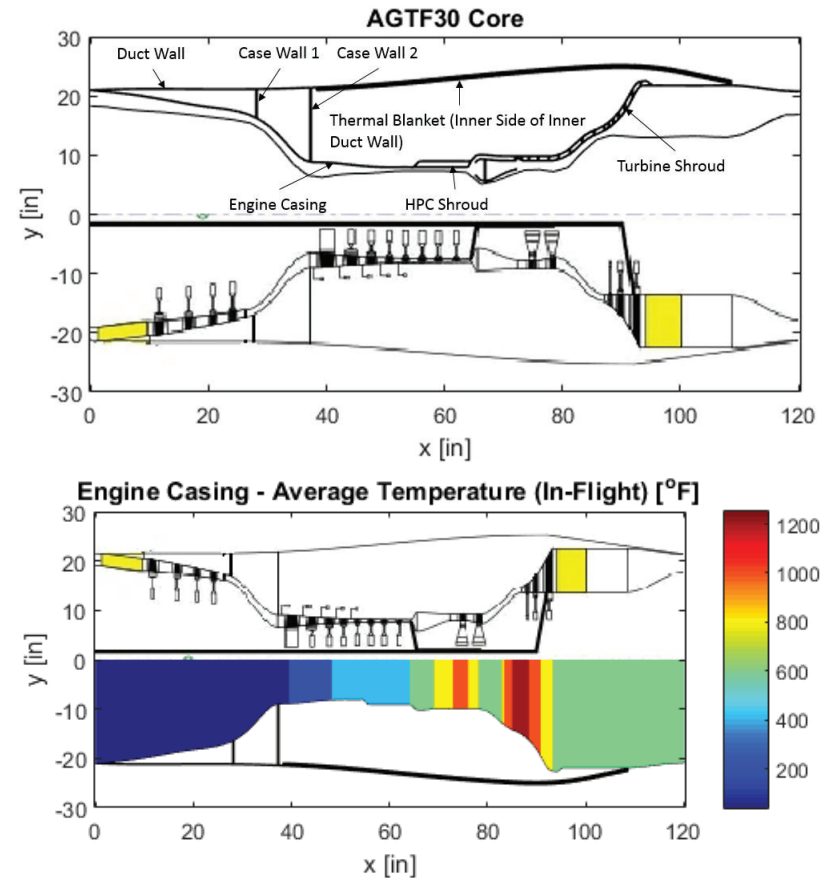 AGTF30 Core
30
Duct Wall
Case Wall 1
Case Wall 2
20
Thermal Blanket (Inner Side of Inner
Duct Wall)
10
Turbine Shroud
Engine Casing
HPC Shroud
0
y [in]
-10
-20
-30
0
20
40
60
80
100
120
x [in]
Engine Casing - Average Temperature (In-Flight) [°F]
30
20
10
0
y [in]
-10
-20
-30
0
20
40
60
80
100
120
x [in]
1200
1000
800
600
400
200